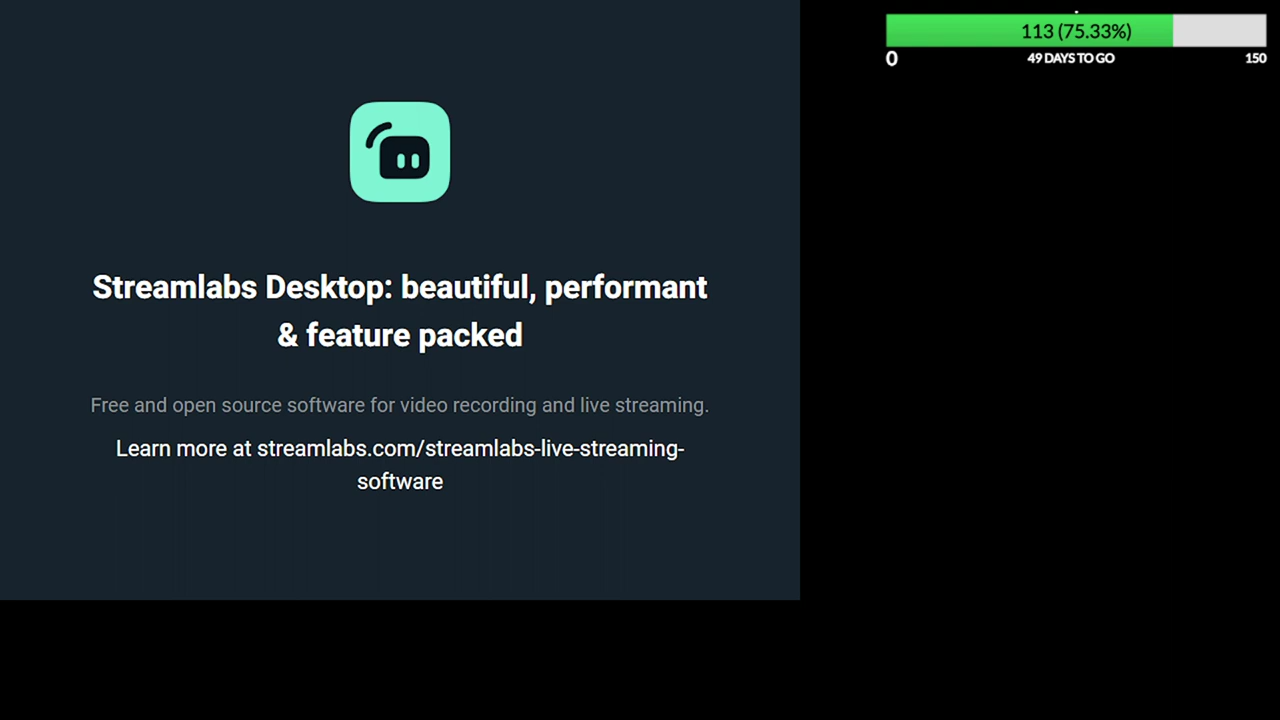 113 (75.33%)
0
49 DAYS TO GO
150
Streamlabs Desktop: beautiful, performant
& feature packed
Free and open source software for video recording and live streaming.
Learn more at streamlabs.com/streamlabs-live-streaming-
software